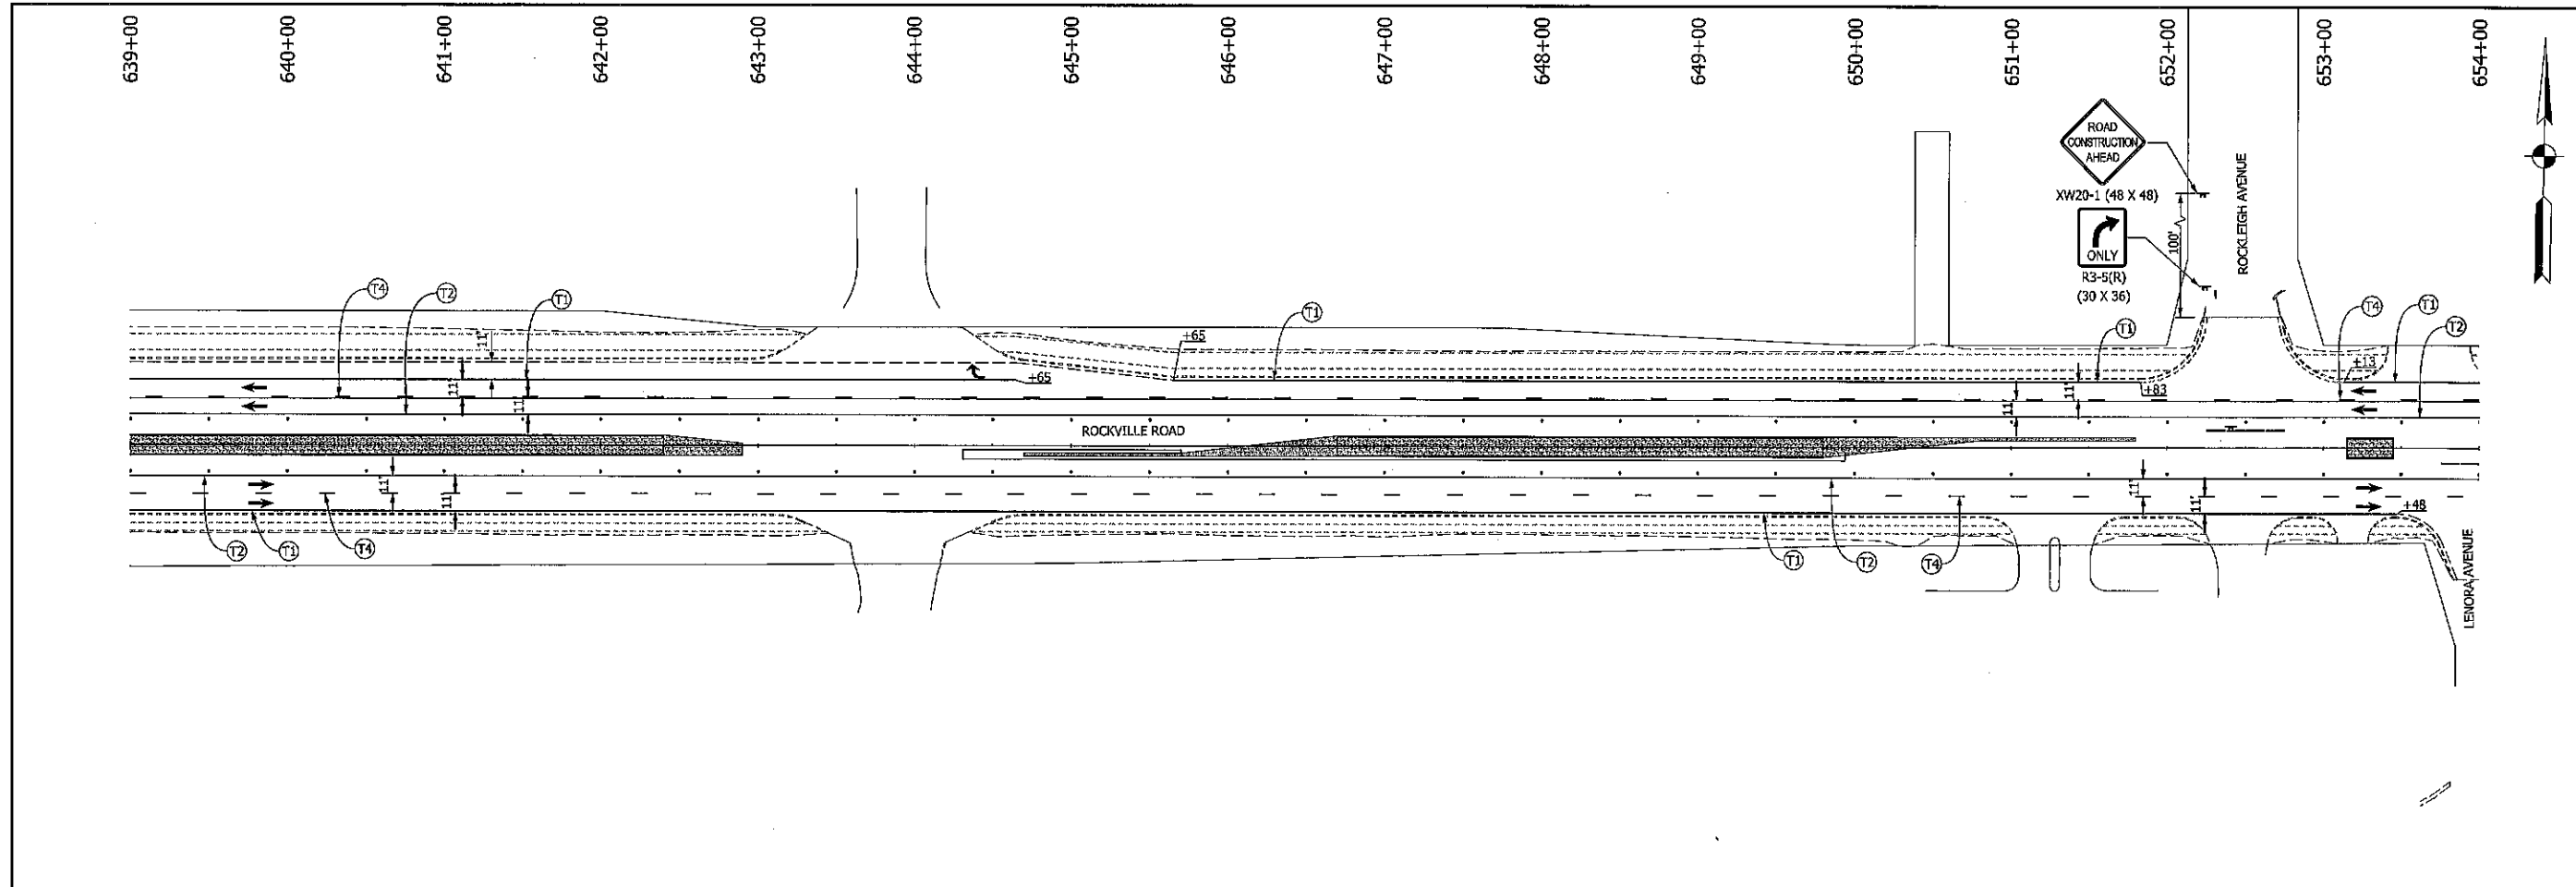 639+00
640+00
641+00
642+00
643+00
644+00
645+00
646+00
647+00
648+00
649+00
650+00
651+00
652+00
653+00
654+00
ROAD
CONSTRUCTION
AHEAD
XW20-1 (48 X 48)
ONLY
R3-5(R)
(30 X 36)
100'
ROCKLEIGH AVENUE
T4
T2
T1
T1
T1
T4
T1
T2
11'
+65
+65
+83
+13
11'
11'
11'
11'
11'
ROCKVILLE ROAD
11'
11'
11'
11'
+48
T2
T1
T4
T1
T2
T4
LENORA AVENUE